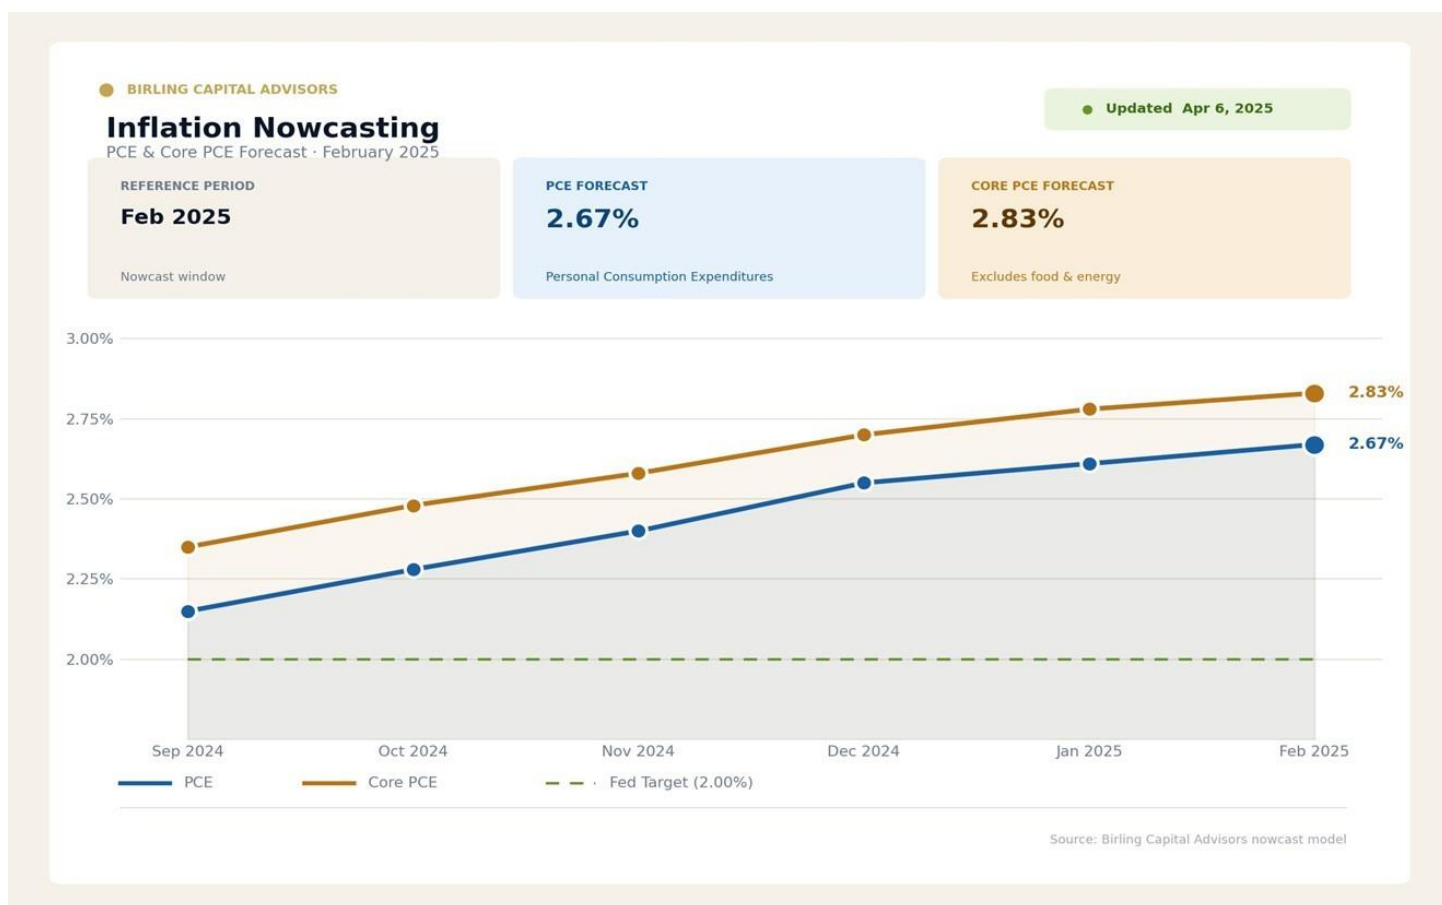 BIRLING CAPITAL ADVISORS
Inflation Nowcasting
PCE & Core PCE Forecast · February 2025
Updated Apr 6, 2025
REFERENCE PERIOD
Feb 2025
Nowcast window
PCE FORECAST
2.67%
Personal Consumption Expenditures
CORE PCE FORECAST
2.83%
Excludes food & energy
3.00%
2.75%
2.50%
2.25%
2.00%
2.83%
2.67%
Sep 2024 Oct 2024 Nov 2024 Dec 2024 Jan 2025 Feb 2025
PCE Core PCE Fed Target (2.00%)
Source: Birling Capital Advisors nowcast model